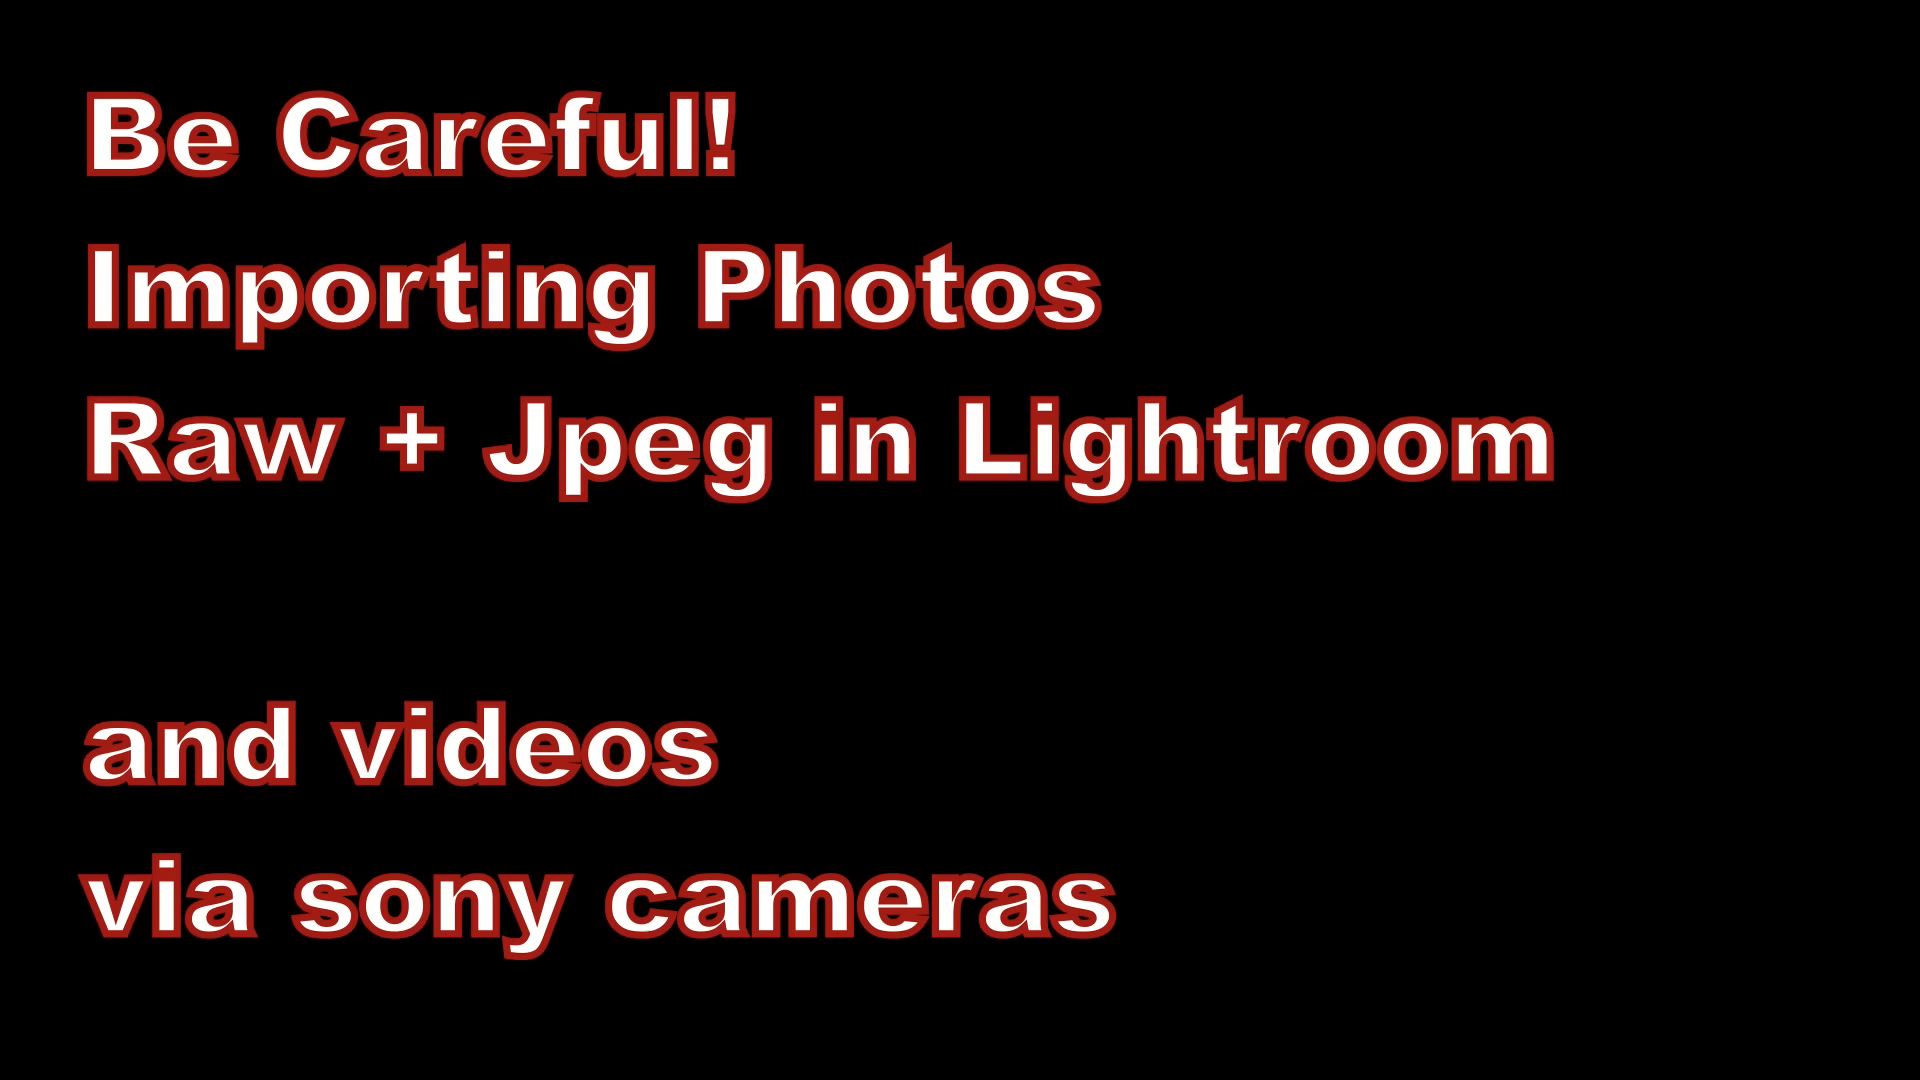 Be Careful!
Importing Photos
Raw + Jpeg in Lightroom
and videos
via sony cameras